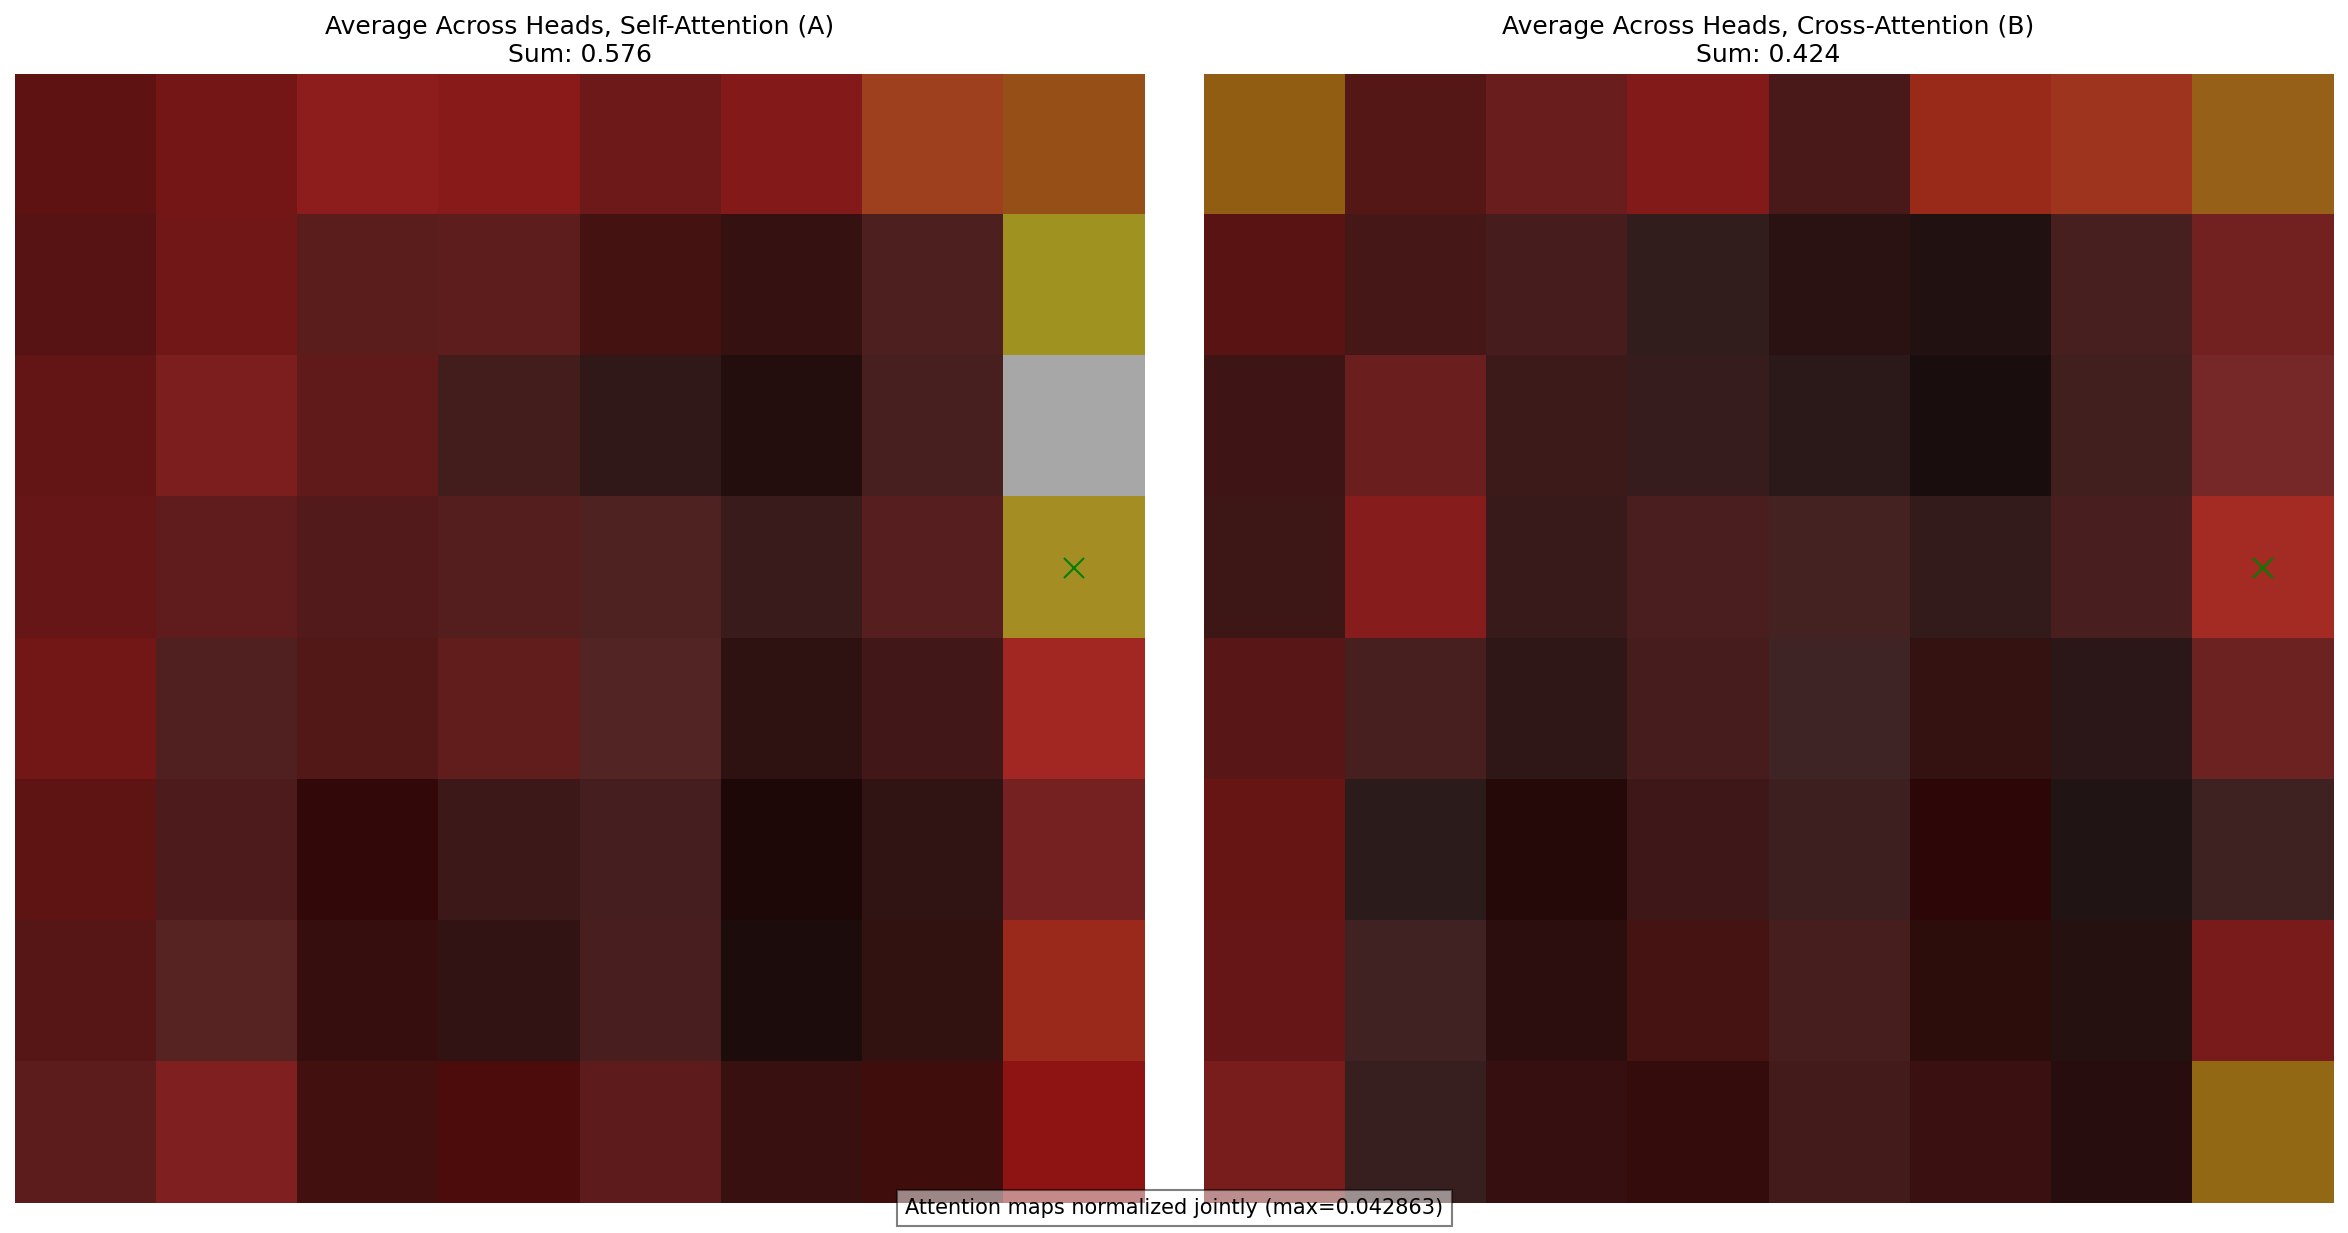 Average Across Heads, Self-Attention (A)
Sum: 0.576
Average Across Heads, Cross-Attention (B)
Sum: 0.424
Attention maps normalized jointly (max=0.042863)